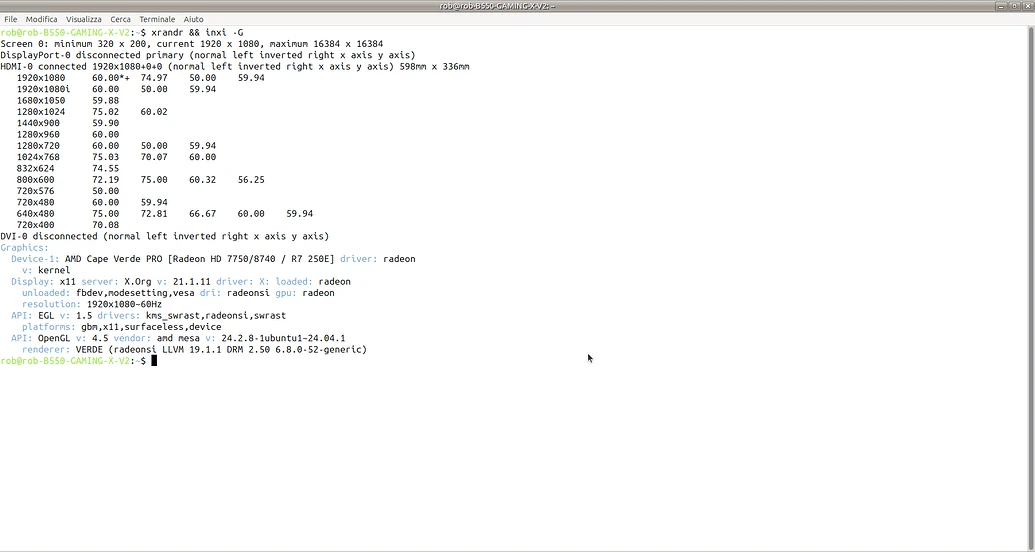 rob@rob-B550-GAMING-X-V2: ~
File Modifica Visualizza Cerca Terminale Aiuto
rob@rob-B550-GAMING-X-V2:~$ xrandr && inxi -G
Screen 0: minimum 320 x 200, current 1920 x 1080, maximum 16384 x 16384
DisplayPort-0 disconnected primary (normal left inverted right x axis y axis)
HDMI-0 connected 1920x1080+0+0 (normal left inverted right x axis y axis) 598mm x 336mm
   1920x1080     60.00*+  74.97    50.00    59.94
   1920x1080i    60.00    50.00    59.94
   1680x1050     59.88
   1280x1024     75.02    60.02
   1440x900      59.90
   1280x960      60.00
   1280x720      60.00    50.00    59.94
   1024x768      75.03    70.07    60.00
   832x624       74.55
   800x600       72.19    75.00    60.32    56.25
   720x576       50.00
   720x480       60.00    59.94
   640x480       75.00    72.81    66.67    60.00    59.94
   720x400       70.08
DVI-0 disconnected (normal left inverted right x axis y axis)
Graphics:
  Device-1: AMD Cape Verde PRO [Radeon HD 7750/8740 / R7 250E] driver: radeon
    v: kernel
  Display: x11 server: X.Org v: 21.1.11 driver: X: loaded: radeon
    unloaded: fbdev,modesetting,vesa dri: radeonsi gpu: radeon
    resolution: 1920x1080~60Hz
  API: EGL v: 1.5 drivers: kms_swrast,radeonsi,swrast
    platforms: gbm,x11,surfaceless,device
  API: OpenGL v: 4.5 vendor: amd mesa v: 24.2.8-1ubuntu1~24.04.1
    renderer: VERDE (radeonsi LLVM 19.1.1 DRM 2.50 6.8.0-52-generic)
rob@rob-B550-GAMING-X-V2:~$